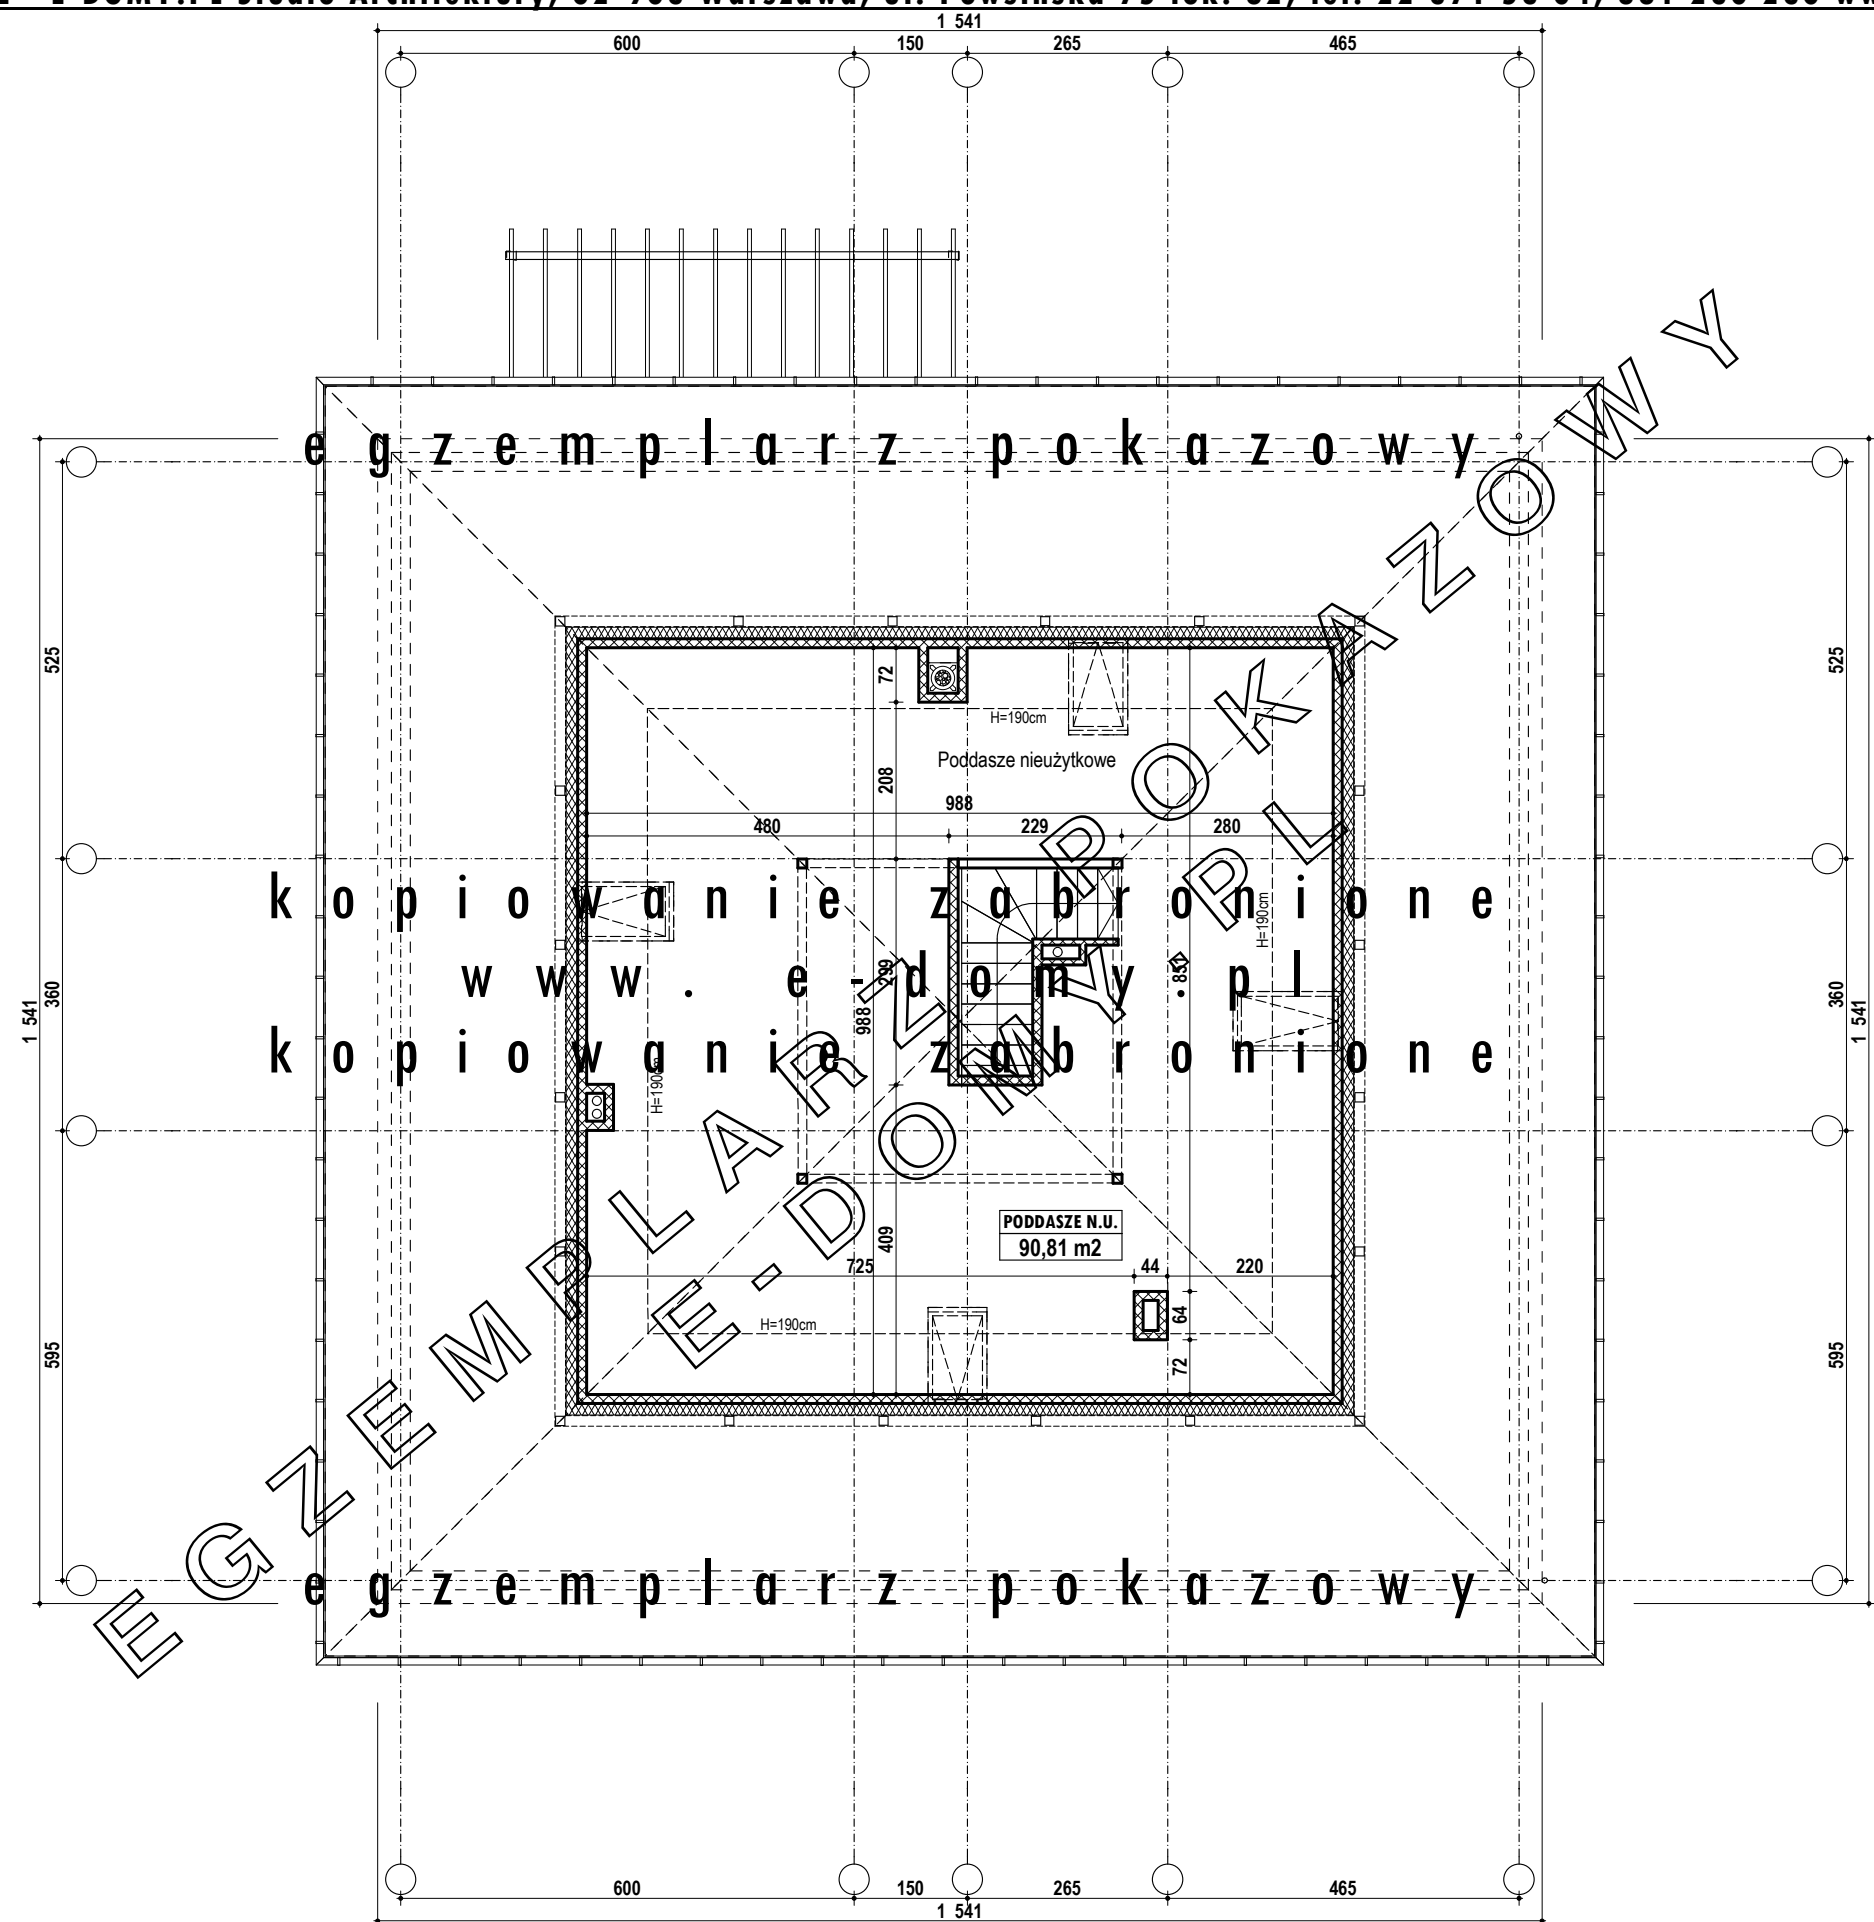 1 541
600 150 265 465
egzemplarz pokazowy
525
525
72
H=190cm
Poddasze nieużytkowe
208
988
480 229 280
kopiowanie zabronione
H=190cm
www.e-domy.pl
299
851
360
360
1 541
1 541
988
kopiowanie zabronione
H=190cm
PODDASZE N.U.
90,81 m2
409
725 44 220
64
H=190cm
72
595
595
egzemplarz pokazowy
EGZEMPLARZ POKAZOWY
E-DOMY.PL
600 150 265 465
1 541